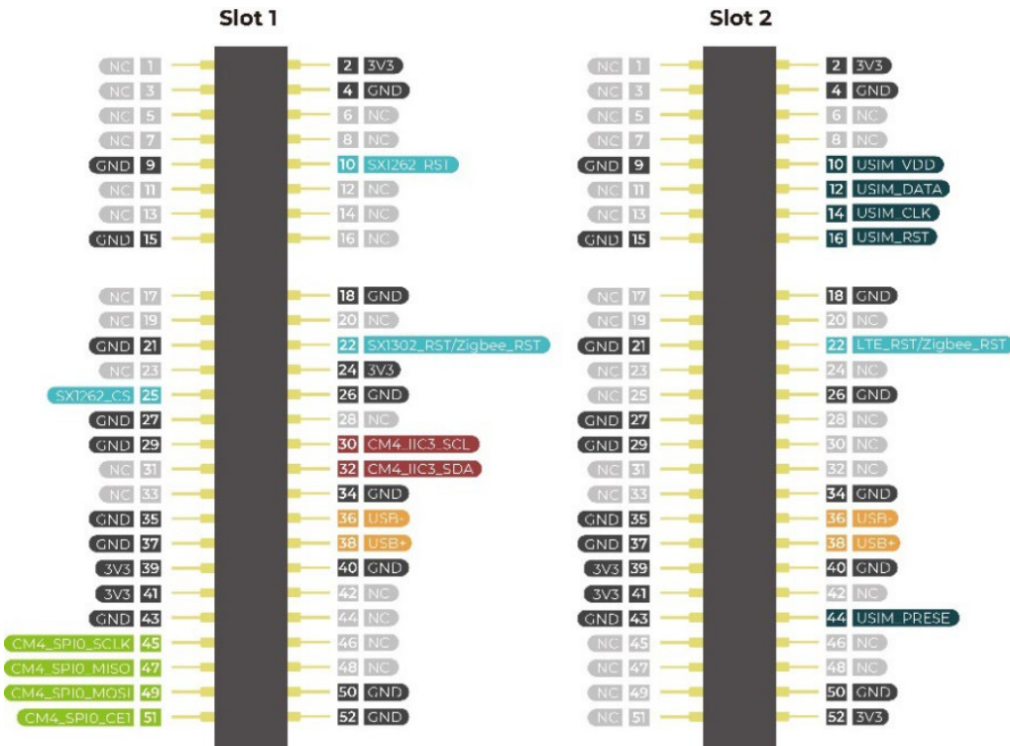 Slot 1 Slot 2
NC 1 2 3V3 NC 1 2 3V3
NC 3 4 GND NC 3 4 GND
NC 5 6 NC NC 5 6 NC
NC 7 8 NC NC 7 8 NC
GND 9 10 SX1262_RST GND 9 10 USIM_VDD
NC 11 12 NC NC 11 12 USIM_DATA
NC 13 14 NC NC 13 14 USIM_CLK
GND 15 16 NC GND 15 16 USIM_RST
NC 17 18 GND NC 17 18 GND
NC 19 20 NC NC 19 20 NC
GND 21 22 SX1302_RST/Zigbee_RST GND 21 22 LTE_RST/Zigbee_RST
NC 23 24 3V3 NC 23 24 NC
SX1262_CS 25 26 GND NC 25 26 GND
GND 27 28 NC GND 27 28 NC
GND 29 30 CM4_IIC3_SCL GND 29 30 NC
NC 31 32 CM4_IIC3_SDA NC 31 32 NC
NC 33 34 GND NC 33 34 GND
GND 35 36 USB- GND 35 36 USB-
GND 37 38 USB+ GND 37 38 USB+
3V3 39 40 GND 3V3 39 40 GND
3V3 41 42 NC 3V3 41 42 NC
GND 43 44 NC GND 43 44 USIM_PRESE
CM4_SPI0_SCLK 45 46 NC NC 45 46 NC
CM4_SPI0_MISO 47 48 NC NC 47 48 NC
CM4_SPI0_MOSI 49 50 GND NC 49 50 GND
CM4_SPI0_CE1 51 52 GND NC 51 52 3V3